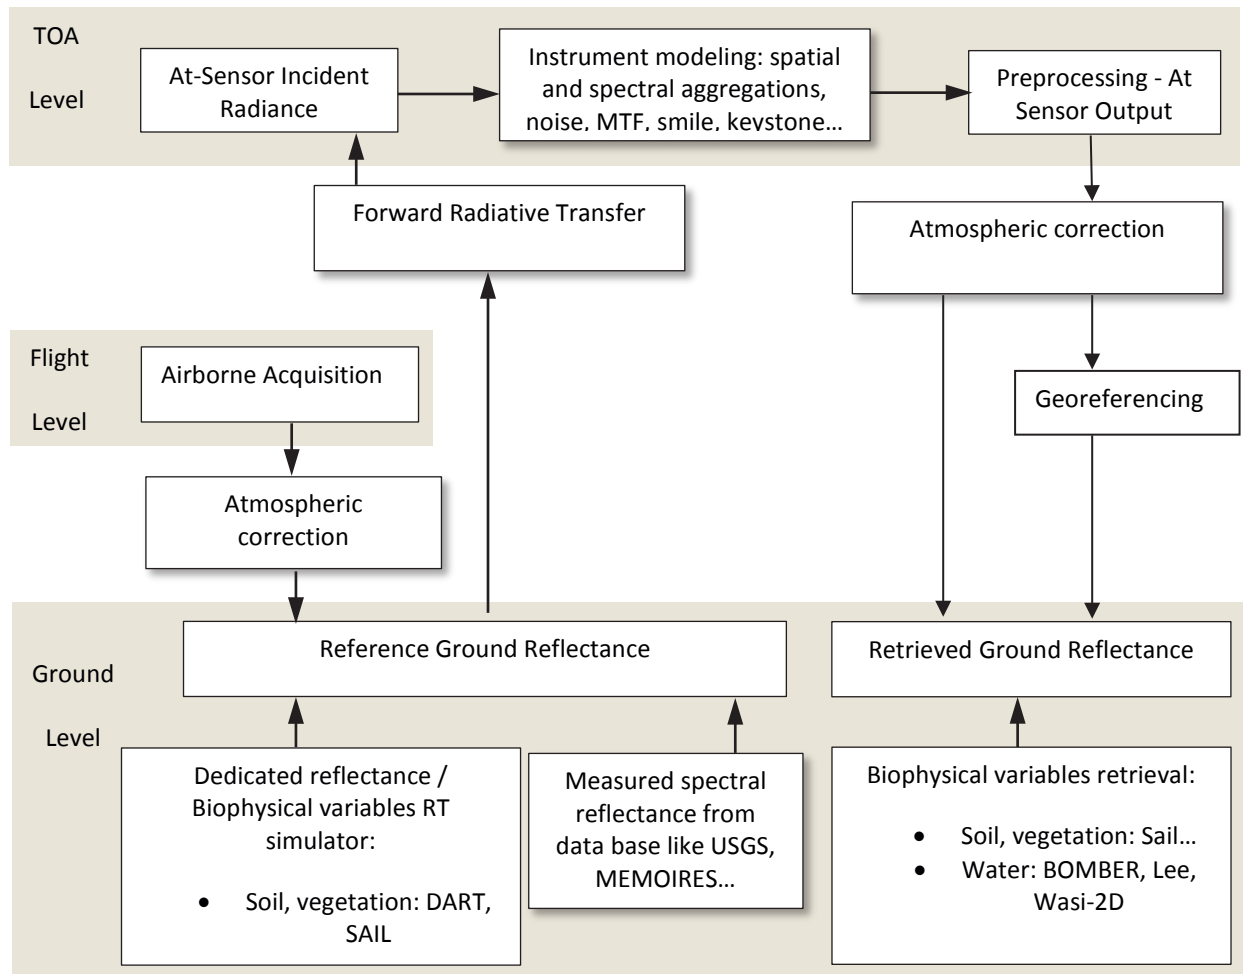 TOA
Level
At-Sensor Incident
Radiance
Instrument modeling: spatial
and spectral aggregations,
noise, MTF, smile, keystone…
Preprocessing - At
Sensor Output
Forward Radiative Transfer
Atmospheric correction
Flight
Level
Airborne Acquisition
Georeferencing
Atmospheric
correction
Ground
Level
Reference Ground Reflectance
Retrieved Ground Reflectance
Dedicated reflectance /
Biophysical variables RT
simulator:
• Soil, vegetation: DART,
SAIL
Measured spectral
reflectance from
data base like USGS,
MEMOIRES…
Biophysical variables retrieval:
• Soil, vegetation: Sail…
• Water: BOMBER, Lee,
Wasi-2D